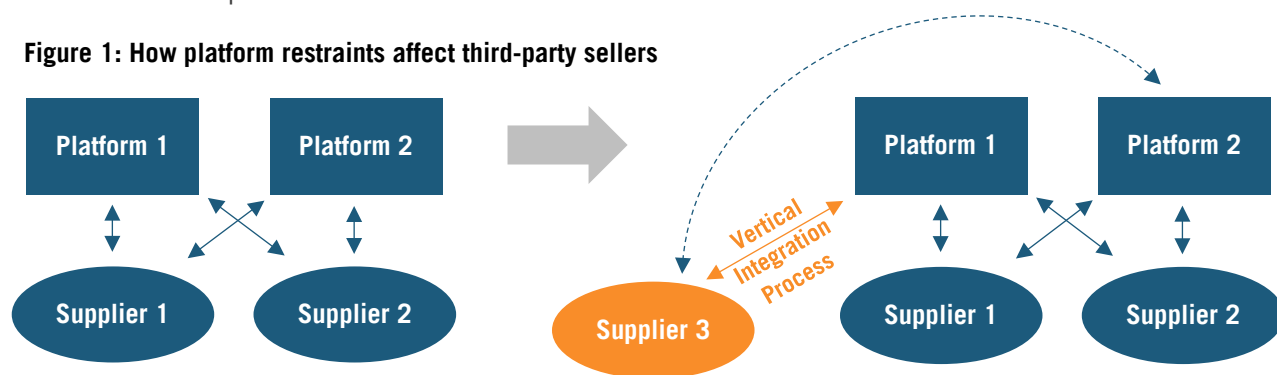 Figure 1: How platform restraints affect third-party sellers
Platform 1
Platform 2
Supplier 1
Supplier 2
Vertical
Integration
Process
Supplier 3
Platform 1
Platform 2
Supplier 1
Supplier 2